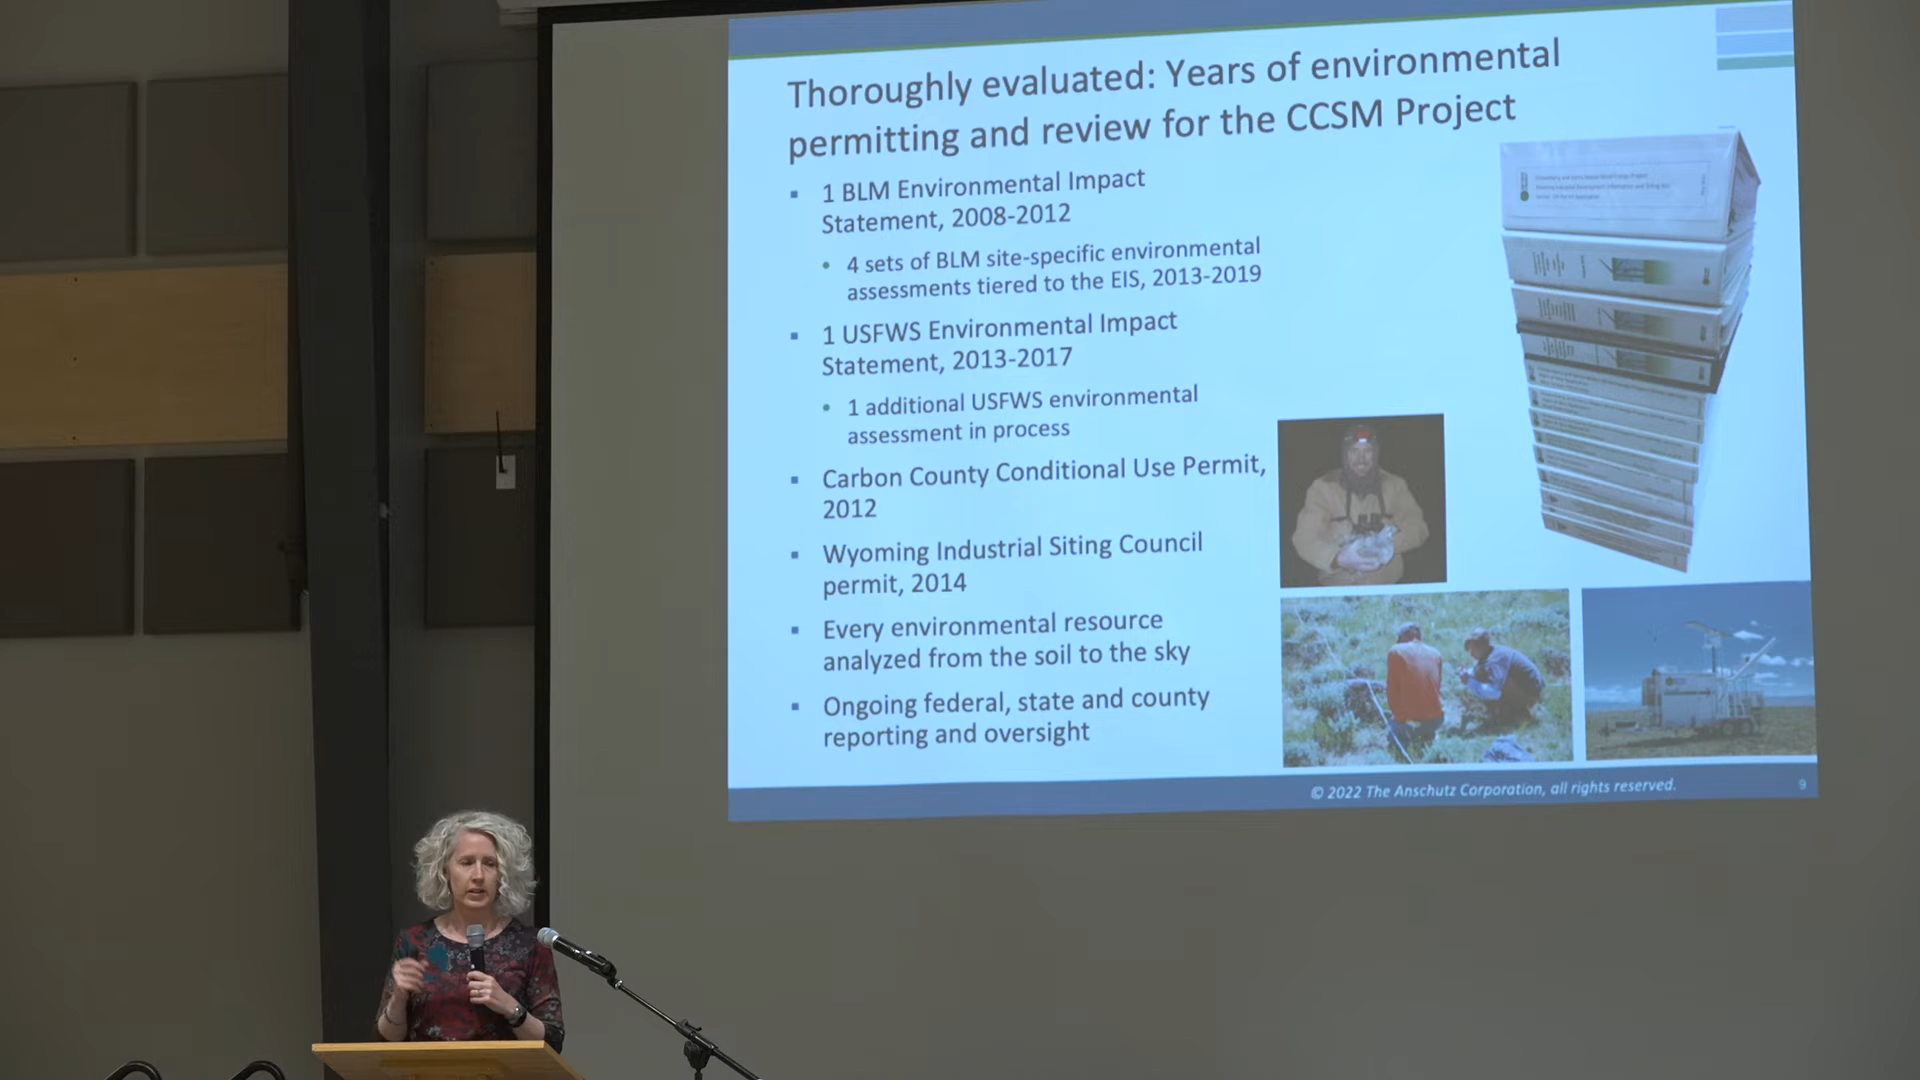 Thoroughly evaluated: Years of environmental
permitting and review for the CCSM Project
▪ 1 BLM Environmental Impact
Statement, 2008-2012
• 4 sets of BLM site-specific environmental
assessments tiered to the EIS, 2013-2019
▪ 1 USFWS Environmental Impact
Statement, 2013-2017
• 1 additional USFWS environmental
assessment in process
▪ Carbon County Conditional Use Permit,
2012
▪ Wyoming Industrial Siting Council
permit, 2014
▪ Every environmental resource
analyzed from the soil to the sky
▪ Ongoing federal, state and county
reporting and oversight
© 2022 The Anschutz Corporation, all rights reserved.
9